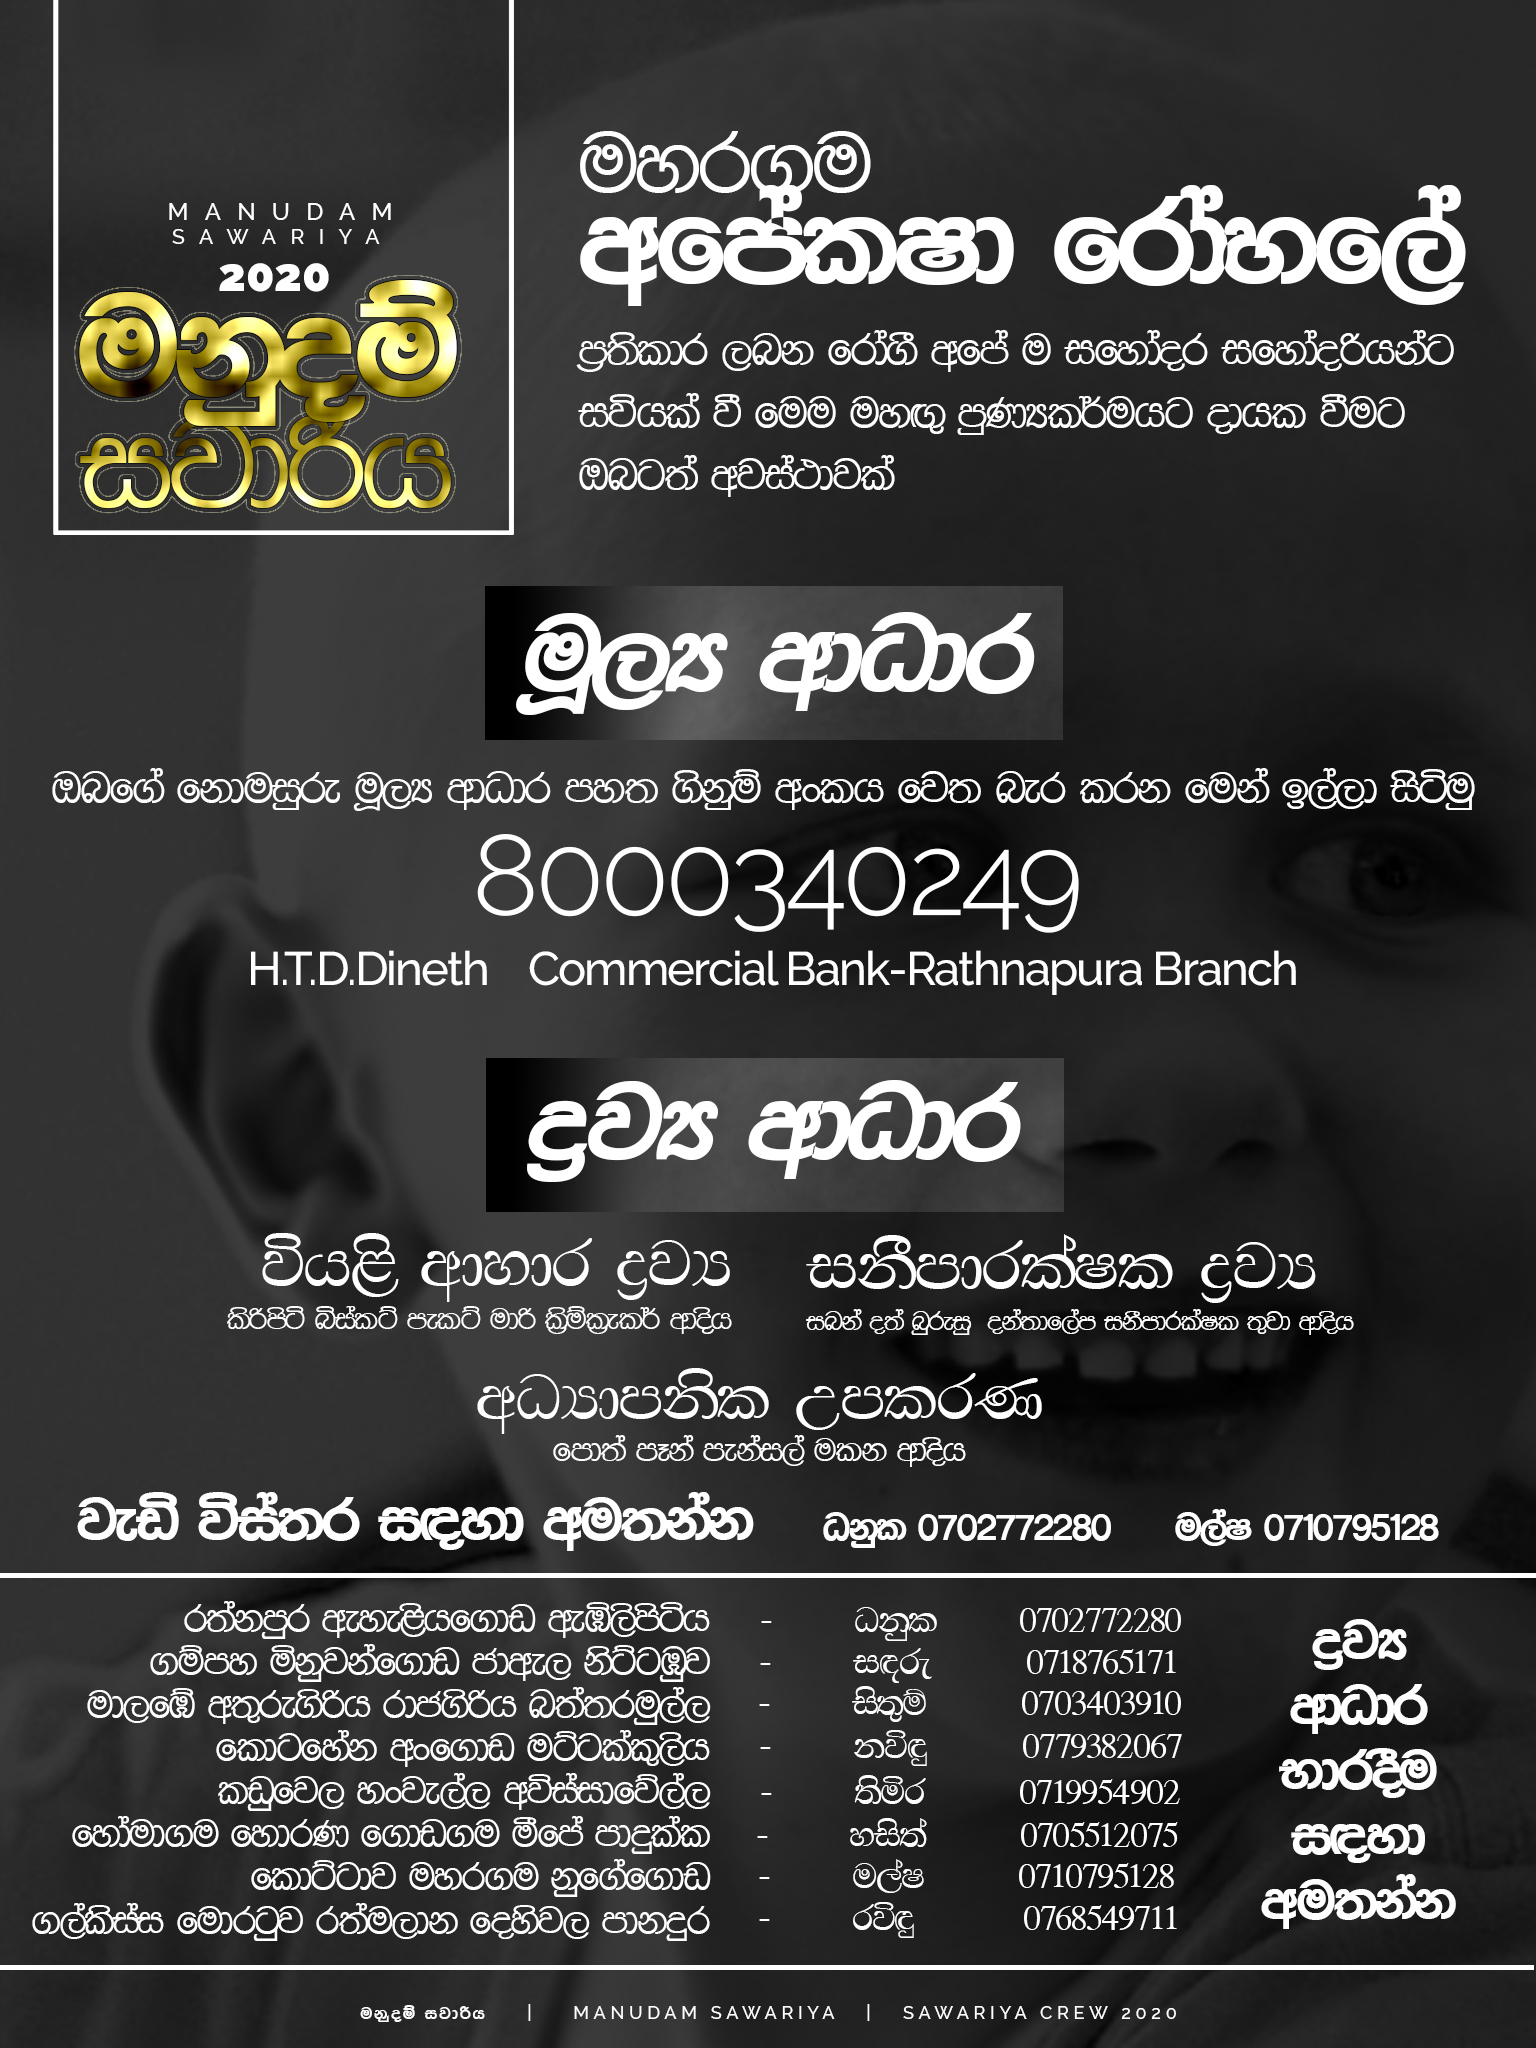 MANUDAM
SAWARIYA
2020
මනුදම්
සවාරිය
මහරගම
අපේක්‍ෂා රෝහලේ
ප්‍රතිකාර ලබන රෝගී අපේ ම සහෝදර සහෝදරියන්ට
සවියක් වී මෙම මහඟු පුණ්‍යකර්මයට දායක වීමට
ඔබටත් අවස්ථාවක්
මූල්‍ය ආධාර
ඔබගේ නොමසුරු මූල්‍ය ආධාර පහත ගිනුම් අංකය වෙත බැර කරන මෙන් ඉල්ලා සිටිමු
8000340249
H.T.D.Dineth Commercial Bank-Rathnapura Branch
ද්‍රව්‍ය ආධාර
වියළි ආහාර ද්‍රව්‍ය
කිරිපිටි බිස්කට් පැකට් මාරි ක්‍රිම්ක්‍රැකර් ආදිය
සනීපාරක්ෂක ද්‍රව්‍ය
සබන් දත් බුරුසු දන්තාලේප සනීපාරක්ෂක තුවා ආදිය
අධ්‍යාපනික උපකරණ
පොත් පෑන් පැන්සල් මකන ආදිය
වැඩි විස්තර සඳහා අමතන්න ධනුක 0702772280 මල්ෂ 0710795128
රත්නපුර ඇහැළියගොඩ ඇඹිලිපිටිය - ධනුක 0702772280
ගම්පහ මිනුවන්ගොඩ ජාඇල නිට්ටඹුව - සඳරු 0718765171
මාලඹේ අතුරුගිරිය රාජගිරිය බත්තරමුල්ල - සිතුම් 0703403910
කොටහේන අංගොඩ මට්ටක්කුලිය - නවිඳු 0779382067
කඩුවෙල හංවැල්ල අවිස්සාවේල්ල - තිමිර 0719954902
හෝමාගම හොරණ ගොඩගම මීපේ පාදුක්ක - හසිත් 0705512075
කොට්ටාව මහරගම නුගේගොඩ - මල්ෂ 0710795128
ගල්කිස්ස මොරටුව රත්මලාන දෙහිවල පානදුර - රවිඳු 0768549711
ද්‍රව්‍ය
ආධාර
භාරදීම
සඳහා
අමතන්න
මනුදම් සවාරිය | MANUDAM SAWARIYA | SAWARIYA CREW 2020